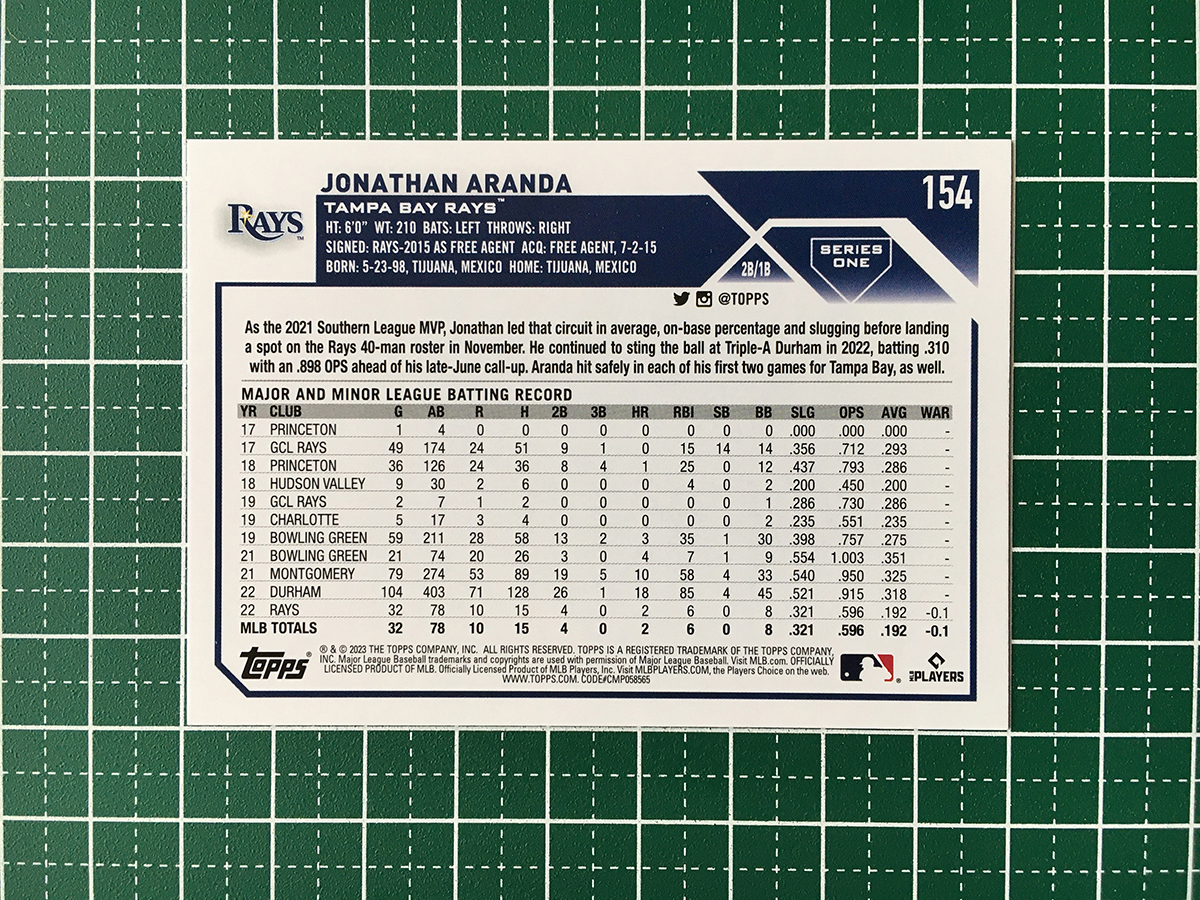 JONATHAN ARANDA
154
RAYS™
TAMPA BAY RAYS™
HT: 6'0" WT: 210 BATS: LEFT THROWS: RIGHT
SIGNED: RAYS-2015 AS FREE AGENT ACQ: FREE AGENT, 7-2-15
BORN: 5-23-98, TIJUANA, MEXICO HOME: TIJUANA, MEXICO
2B/1B
SERIES
ONE
@TOPPS
As the 2021 Southern League MVP, Jonathan led that circuit in average, on-base percentage and slugging before landing
a spot on the Rays 40-man roster in November. He continued to sting the ball at Triple-A Durham in 2022, batting .310
with an .898 OPS ahead of his late-June call-up. Aranda hit safely in each of his first two games for Tampa Bay, as well.
MAJOR AND MINOR LEAGUE BATTING RECORD
YR CLUB G AB R H 2B 3B HR RBI SB BB SLG OPS AVG WAR
17 PRINCETON 1 4 0 0 0 0 0 0 0 0 .000 .000 .000 -
17 GCL RAYS 49 174 24 51 9 1 0 15 14 14 .356 .712 .293 -
18 PRINCETON 36 126 24 36 8 4 1 25 0 12 .437 .793 .286 -
18 HUDSON VALLEY 9 30 2 6 0 0 0 4 0 2 .200 .450 .200 -
19 GCL RAYS 2 7 1 2 0 0 0 0 0 1 .286 .730 .286 -
19 CHARLOTTE 5 17 3 4 0 0 0 0 0 2 .235 .551 .235 -
19 BOWLING GREEN 59 211 28 58 13 2 3 35 1 30 .398 .757 .275 -
21 BOWLING GREEN 21 74 20 26 3 0 4 7 1 9 .554 1.003 .351 -
21 MONTGOMERY 79 274 53 89 19 5 10 58 4 33 .540 .950 .325 -
22 DURHAM 104 403 71 128 26 1 18 85 4 45 .521 .915 .318 -
22 RAYS 32 78 10 15 4 0 2 6 0 8 .321 .596 .192 -0.1
MLB TOTALS 32 78 10 15 4 0 2 6 0 8 .321 .596 .192 -0.1
TOPPS®
® & © 2023 THE TOPPS COMPANY, INC. ALL RIGHTS RESERVED. TOPPS IS A REGISTERED TRADEMARK OF THE TOPPS COMPANY,
INC. Major League Baseball trademarks and copyrights are used with permission of Major League Baseball. Visit MLB.com. OFFICIALLY
LICENSED PRODUCT OF MLB. Officially Licensed Product of MLB Players, Inc. Visit MLBPLAYERS.COM, the Players Choice on the web.
WWW.TOPPS.COM. CODE#CMP058565
MLB PLAYERS